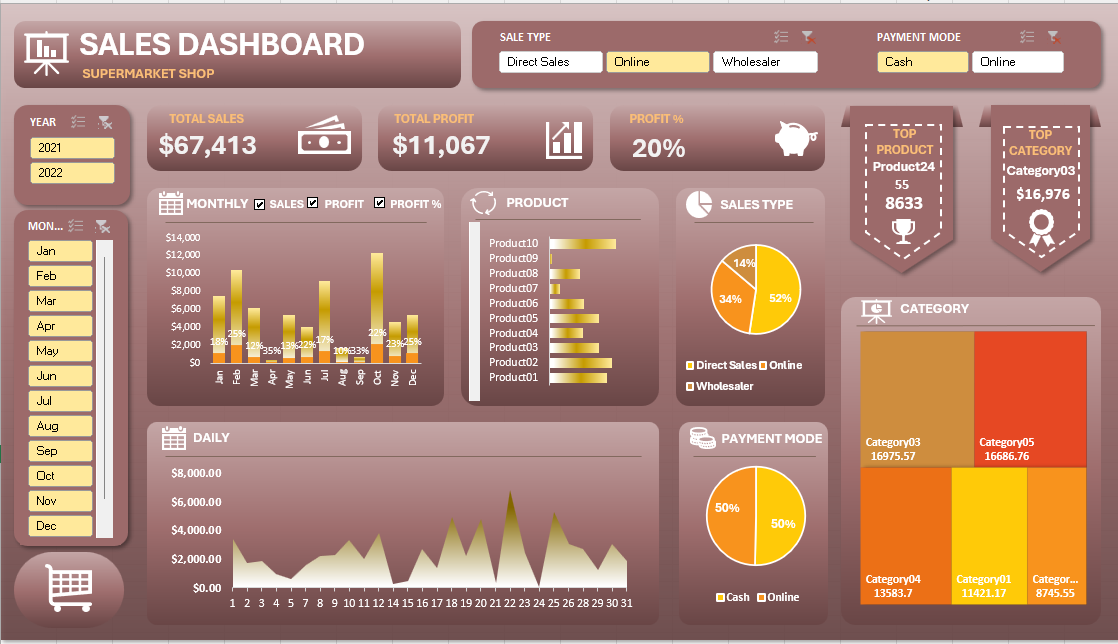 SALES DASHBOARD
SUPERMARKET SHOP
SALE TYPE
Direct Sales
Online
Wholesaler
PAYMENT MODE
Cash
Online
YEAR
2021
2022
MON...
Jan
Feb
Mar
Apr
May
Jun
Jul
Aug
Sep
Oct
Nov
Dec
TOTAL SALES
$67,413
TOTAL PROFIT
$11,067
PROFIT %
20%
TOP
PRODUCT
Product24
55
8633
TOP
CATEGORY
Category03
$16,976
MONTHLY SALES PROFIT PROFIT %
$14,000
$12,000
$10,000
$8,000
$6,000
$4,000
$2,000
$0
18% 25% 12% 35% 13% 22% 17% 10% 33% 22% 23% 25%
Jan Feb Mar Apr May Jun Jul Aug Sep Oct Nov Dec
PRODUCT
Product10
Product09
Product08
Product07
Product06
Product05
Product04
Product03
Product02
Product01
SALES TYPE
14%
34%
52%
Direct Sales Online
Wholesaler
CATEGORY
Category03
16975.57
Category05
16686.76
Category04
13583.7
Category01
11421.17
Categor...
8745.55
DAILY
$8,000.00
$6,000.00
$4,000.00
$2,000.00
$0.00
1 2 3 4 5 6 7 8 9 10 11 12 13 14 15 16 17 18 19 20 21 22 23 24 25 26 27 28 29 30 31
PAYMENT MODE
50%
50%
Cash Online